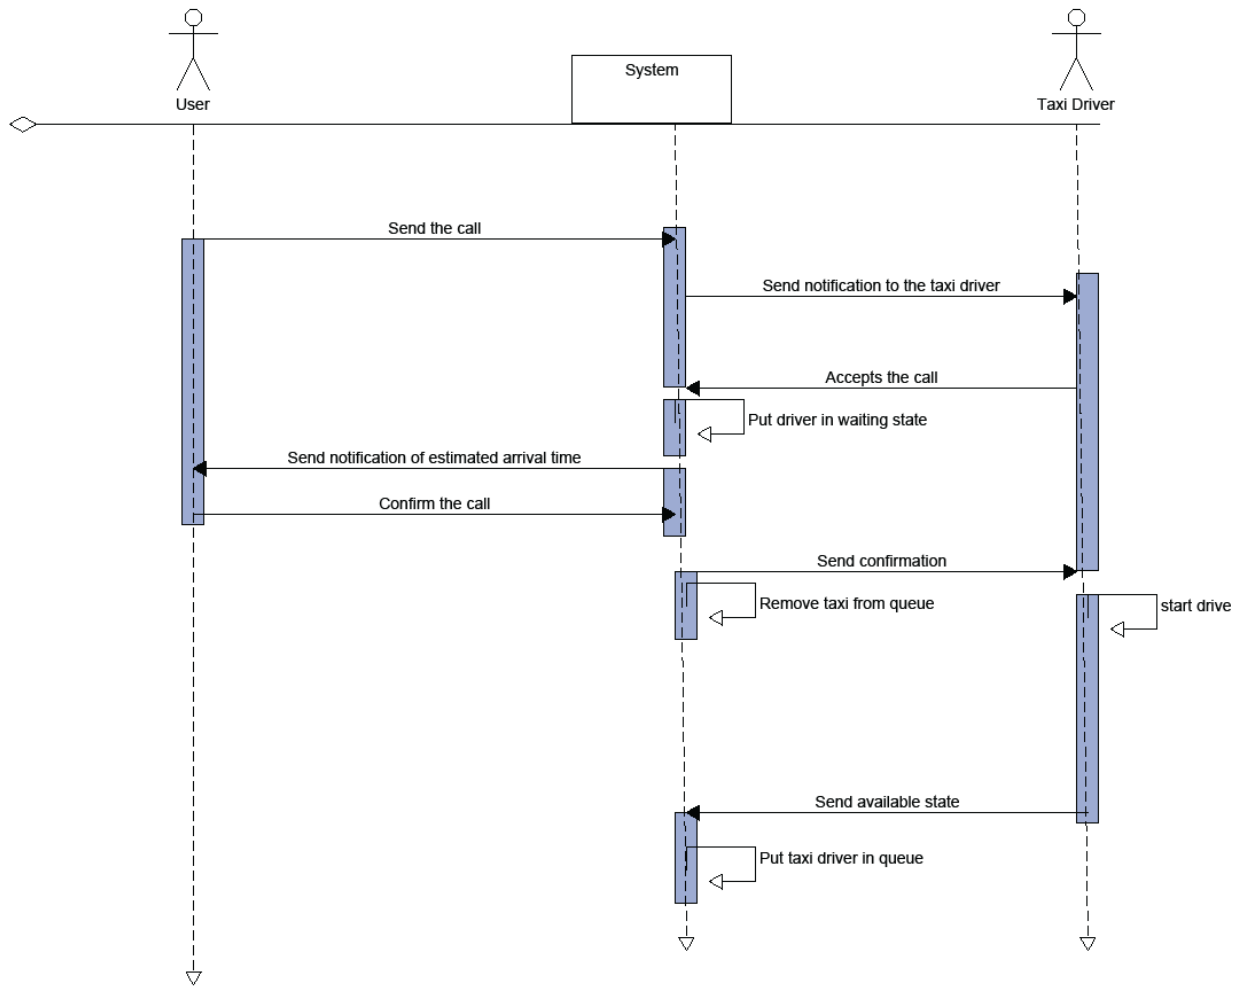 System
User
Taxi Driver
Send the call
Send notification to the taxi driver
Accepts the call
Put driver in waiting state
Send notification of estimated arrival time
Confirm the call
Send confirmation
Remove taxi from queue
start drive
Send available state
Put taxi driver in queue